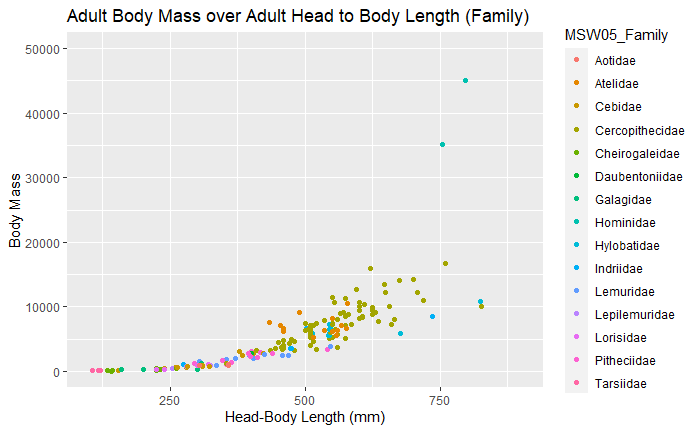 Adult Body Mass over Adult Head to Body Length (Family)
50000
40000
30000
20000
10000
0
Body Mass
250
500
750
Head-Body Length (mm)
MSW05_Family
Aotidae
Atelidae
Cebidae
Cercopithecidae
Cheirogaleidae
Daubentoniidae
Galagidae
Hominidae
Hylobatidae
Indriidae
Lemuridae
Lepilemuridae
Lorisidae
Pitheciidae
Tarsiidae